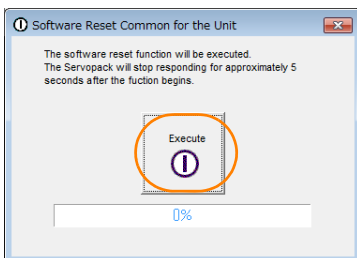 Software Reset Common for the Unit
The software reset function will be executed.
The Servopack will stop responding for approximately 5
seconds after the fuction begins.
Execute
0%